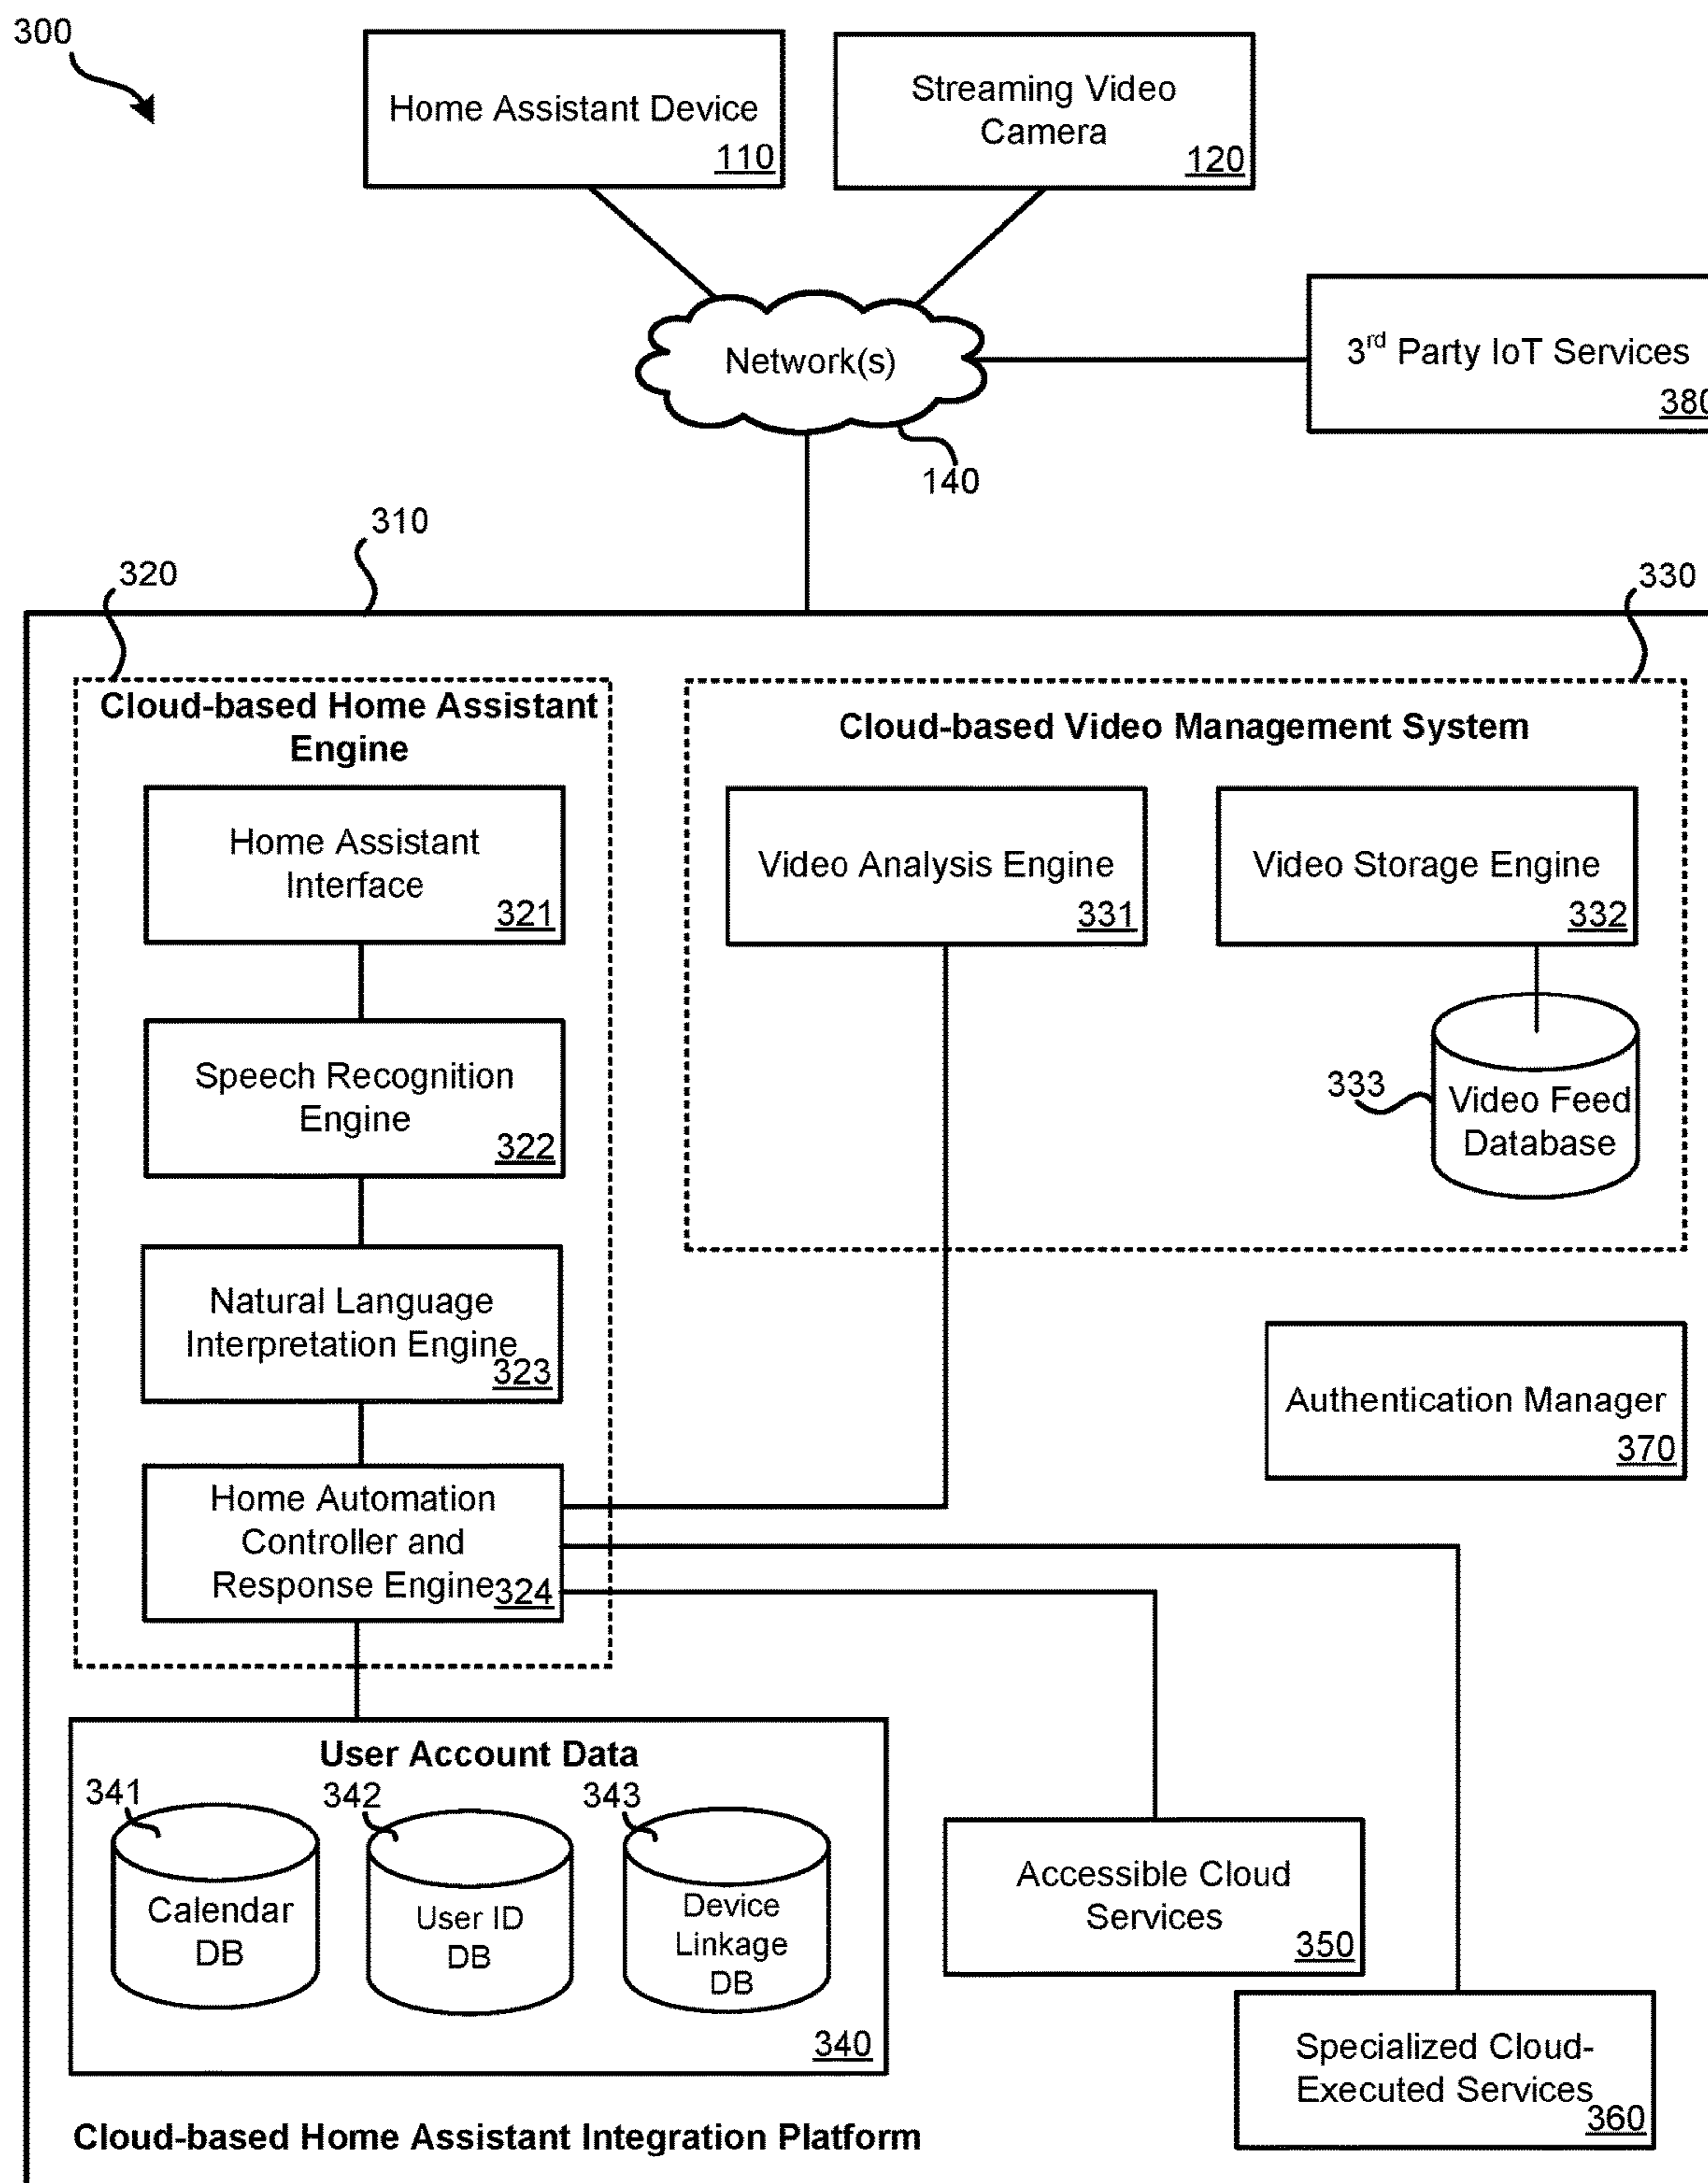 300
Home Assistant Device
110
Streaming Video
Camera
120
Network(s)
140
3rd Party IoT Services
380
310
320
330
Cloud-based Home Assistant
Engine
Home Assistant
Interface
321
Speech Recognition
Engine
322
Natural Language
Interpretation Engine
323
Home Automation
Controller and
Response Engine
324
Cloud-based Video Management System
Video Analysis Engine
331
Video Storage Engine
332
333
Video Feed
Database
Authentication Manager
370
User Account Data
341
Calendar
DB
342
User ID
DB
343
Device
Linkage
DB
340
Accessible Cloud
Services
350
Specialized Cloud-
Executed Services
360
Cloud-based Home Assistant Integration Platform